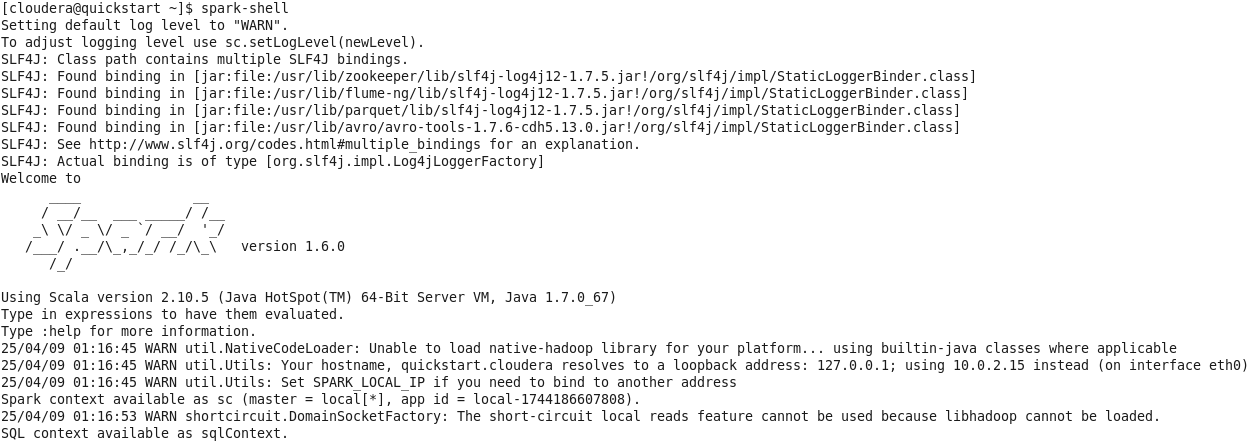 [cloudera@quickstart ~]$ spark-shell
Setting default log level to "WARN".
To adjust logging level use sc.setLogLevel(newLevel).
SLF4J: Class path contains multiple SLF4J bindings.
SLF4J: Found binding in [jar:file:/usr/lib/zookeeper/lib/slf4j-log4j12-1.7.5.jar!/org/slf4j/impl/StaticLoggerBinder.class]
SLF4J: Found binding in [jar:file:/usr/lib/flume-ng/lib/slf4j-log4j12-1.7.5.jar!/org/slf4j/impl/StaticLoggerBinder.class]
SLF4J: Found binding in [jar:file:/usr/lib/parquet/lib/slf4j-log4j12-1.7.5.jar!/org/slf4j/impl/StaticLoggerBinder.class]
SLF4J: Found binding in [jar:file:/usr/lib/avro/avro-tools-1.7.6-cdh5.13.0.jar!/org/slf4j/impl/StaticLoggerBinder.class]
SLF4J: See http://www.slf4j.org/codes.html#multiple_bindings for an explanation.
SLF4J: Actual binding is of type [org.slf4j.impl.Log4jLoggerFactory]
Welcome to
      ____              __
     / __/__  ___ _____/ /__
    _\ \/ _ \/ _ `/ __/  '_/
   /___/ .__/\_,_/_/ /_/\_\   version 1.6.0
      /_/
Using Scala version 2.10.5 (Java HotSpot(TM) 64-Bit Server VM, Java 1.7.0_67)
Type in expressions to have them evaluated.
Type :help for more information.
25/04/09 01:16:45 WARN util.NativeCodeLoader: Unable to load native-hadoop library for your platform... using builtin-java classes where applicable
25/04/09 01:16:45 WARN util.Utils: Your hostname, quickstart.cloudera resolves to a loopback address: 127.0.0.1; using 10.0.2.15 instead (on interface eth0)
25/04/09 01:16:45 WARN util.Utils: Set SPARK_LOCAL_IP if you need to bind to another address
Spark context available as sc (master = local[*], app id = local-1744186607808).
25/04/09 01:16:53 WARN shortcircuit.DomainSocketFactory: The short-circuit local reads feature cannot be used because libhadoop cannot be loaded.
SQL context available as sqlContext.